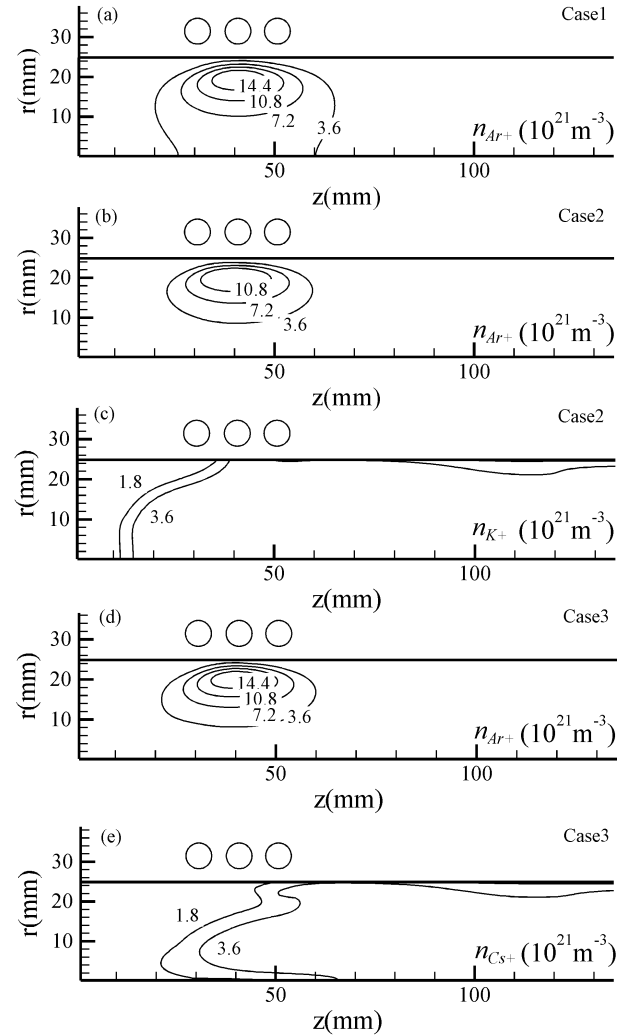 (a) Case1
30
20
10
r(mm)
14.4
10.8
7.2
3.6
n_{Ar+} (10^{21}m^{-3})
50 100
z(mm)
(b) Case2
30
20
10
r(mm)
10.8
7.2
3.6
n_{Ar+} (10^{21}m^{-3})
50 100
z(mm)
(c) Case2
30
20
10
r(mm)
1.8
3.6
n_{K+} (10^{21}m^{-3})
50 100
z(mm)
(d) Case3
30
20
10
r(mm)
14.4
10.8
7.2 3.6
n_{Ar+} (10^{21}m^{-3})
50 100
z(mm)
(e) Case3
30
20
10
r(mm)
1.8
3.6
n_{Cs+} (10^{21}m^{-3})
50 100
z(mm)